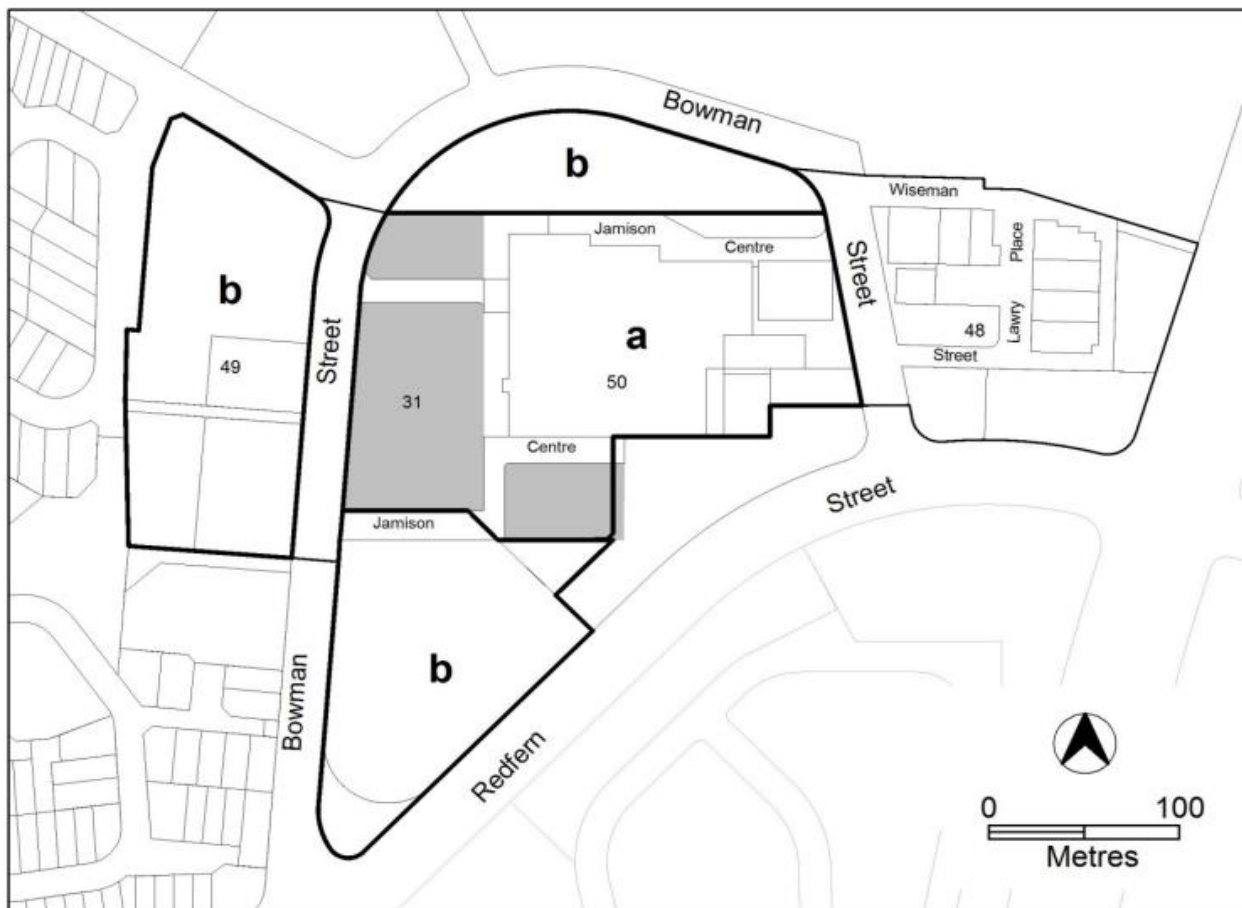 Bowman
b
Wiseman
Jamison
Centre
Street
Place
b
Street
a
48
Lawry
Street
49
31
50
Centre
Street
Jamison
b
Bowman
Redfern
0 100
Metres